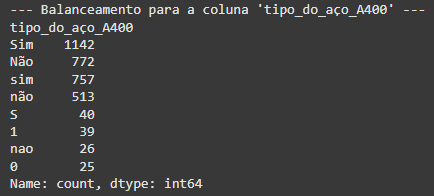 --- Balanceamento para a coluna 'tipo_do_aço_A400' ---
tipo_do_aço_A400
Sim    1142
Não     772
sim     757
não     513
S        40
1        39
nao      26
0        25
Name: count, dtype: int64